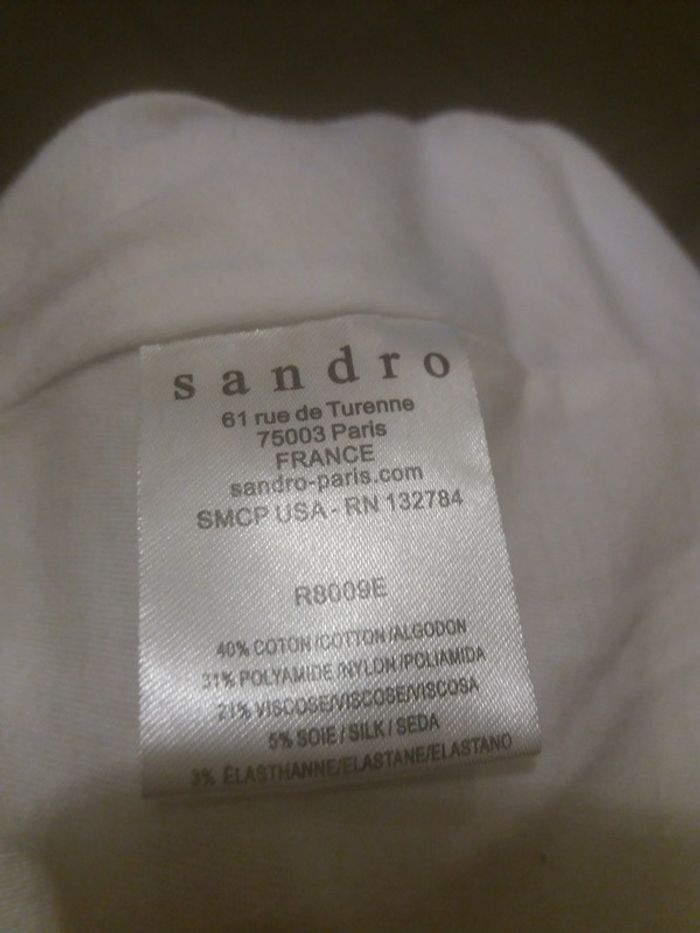 sandro
61 rue de Turenne
75003 Paris
FRANCE
sandro-paris.com
SMCP USA - RN 132784
R8009E
40% COTON/COTTON/ALGODON
31% POLYAMIDE/NYLON/POLIAMIDA
21% VISCOSE/VISCOSE/VISCOSA
5% SOIE/SILK/SEDA
3% ÉLASTHANNE/ELASTANE/ELASTANO